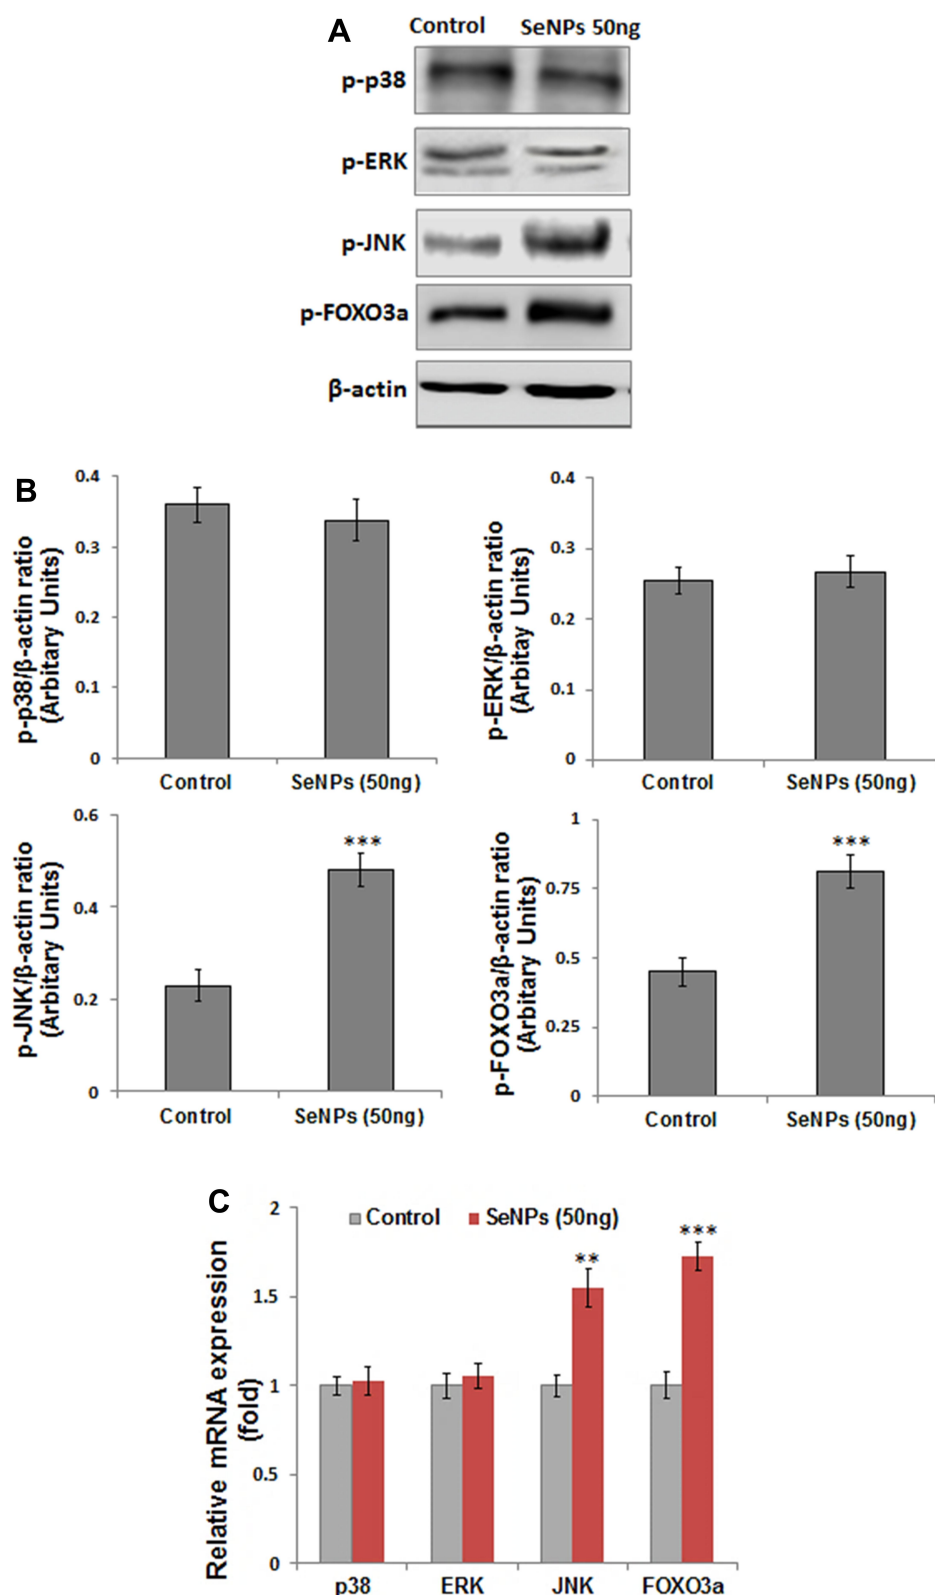 A
Control SeNPs 50ng
p-p38
p-ERK
p-JNK
p-FOXO3a
β-actin
B
p-p38/β-actin ratio
(Arbitary Units)
0.4
0.3
0.2
0.1
0
Control SeNPs (50ng)
p-ERK/β-actin ratio
(Arbitay Units)
0.4
0.3
0.2
0.1
0
Control SeNPs (50ng)
p-JNK/β-actin ratio
(Arbitary Units)
0.6
0.4
0.2
0
***
Control SeNPs (50ng)
p-FOXO3a/β-actin ratio
(Arbitary Units)
1
0.75
0.5
0.25
0
***
Control SeNPs (50ng)
C
Relative mRNA expression
(fold)
2
1.5
1
0.5
0
Control SeNPs (50ng)
**
***
p38 ERK JNK FOXO3a